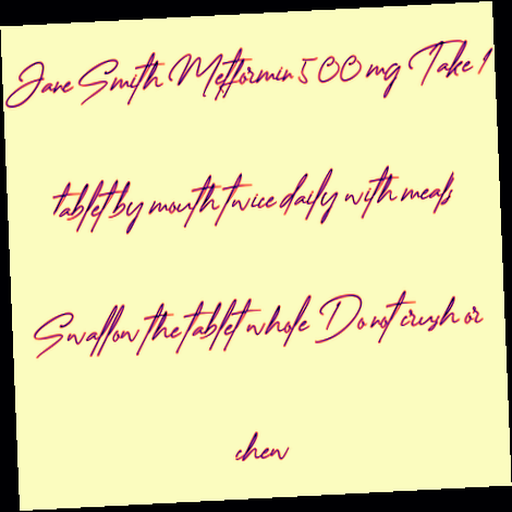 Jane Smith Metformin 500 mg Take 1
tablet by mouth twice daily with meals
Swallow the tablet whole Do not crush or
chew